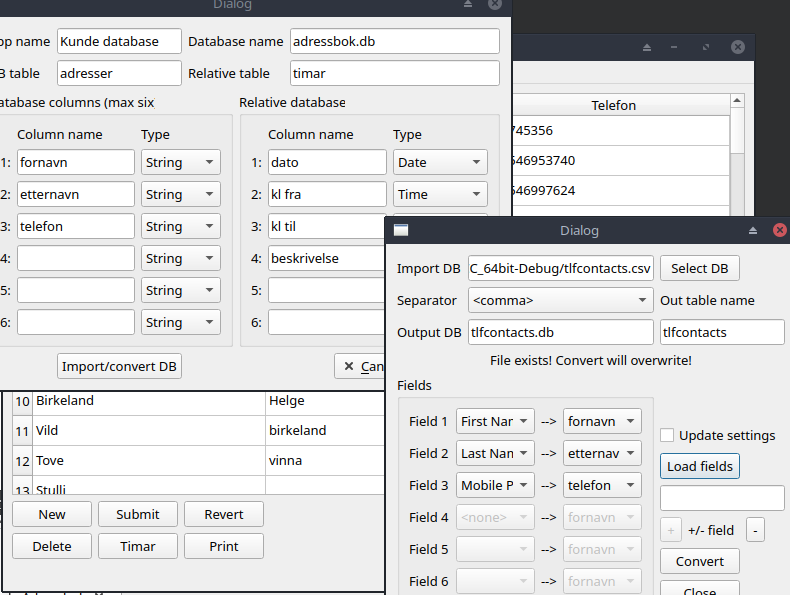 Dialog
name Kunde database Database name adressbok.db
table adresser Relative table timar
Database columns (max six) Relative database
Column name Type Column name Type
1: fornavn String 1: dato Date
2: etternavn String 2: kl fra Time
3: telefon String 3: kl til
4: String 4: beskrivelse
5: String 5:
6: String 6:
Import/convert DB Can
Telefon
745356
546953740
546997624
10 Birkeland Helge
11 Vild birkeland
12 Tove vinna
13 Stulli
New Submit Revert
Delete Timar Print
Dialog
Import DB C_64bit-Debug/tlfcontacts.csv Select DB
Separator <comma> Out table name
Output DB tlfcontacts.db tlfcontacts
File exists! Convert will overwrite!
Fields
Field 1 First Nar --> fornavn
Field 2 Last Nan --> etternav
Field 3 Mobile P --> telefon
Field 4 <none> --> fornavn
Field 5 --> fornavn
Field 6 --> fornavn
Update settings
Load fields
+ +/- field -
Convert
Close